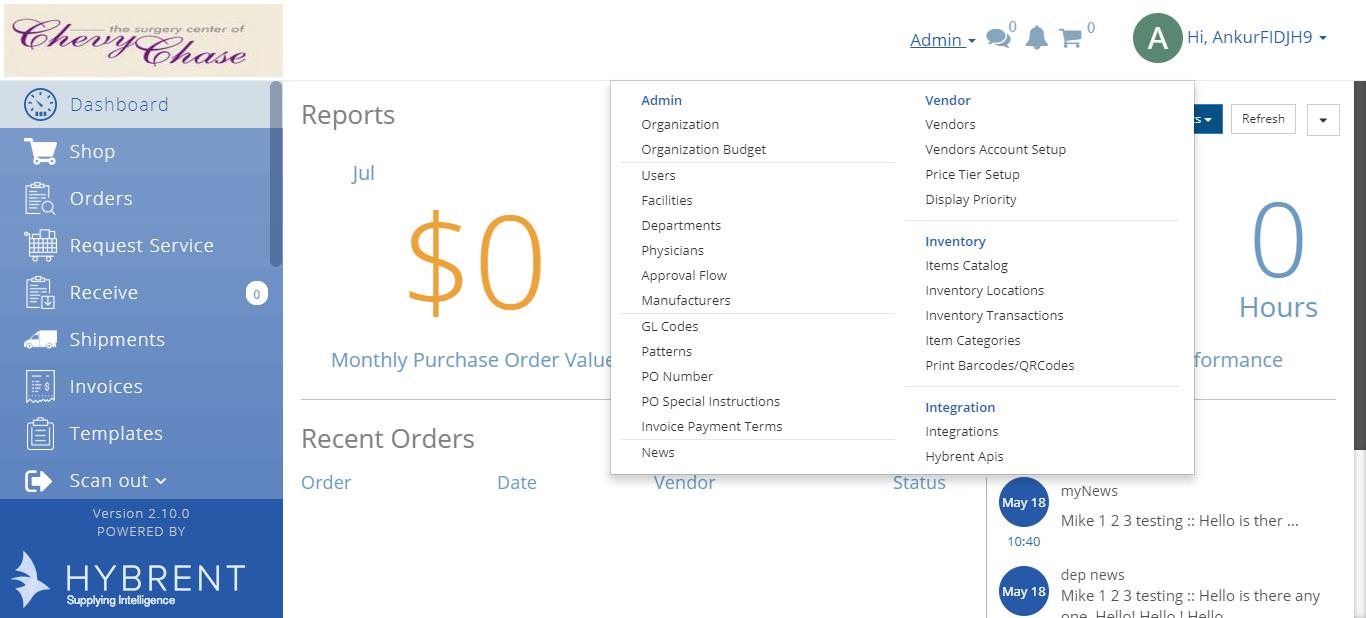 the surgery center of
Chevy Chase
Admin
0
0
A
Hi, AnkurFIDJH9
Dashboard
Shop
Orders
Request Service
Receive
0
Shipments
Invoices
Templates
Scan out
Version 2.10.0
POWERED BY
HYBRENT
Supplying Intelligence
Reports
Refresh
Jul
$0
Monthly Purchase Order Value
0
Hours
Admin
Organization
Organization Budget
Users
Facilities
Departments
Physicians
Approval Flow
Manufacturers
GL Codes
Patterns
PO Number
PO Special Instructions
Invoice Payment Terms
News
Vendor
Vendors
Vendors Account Setup
Price Tier Setup
Display Priority
Inventory
Items Catalog
Inventory Locations
Inventory Transactions
Item Categories
Print Barcodes/QRCodes
Integration
Integrations
Hybrent Apis
Recent Orders
Order Date Vendor Status
May 18
10:40
myNews
Mike 1 2 3 testing :: Hello is ther ...
May 18
dep news
Mike 1 2 3 testing :: Hello is there any
one. Hello! Hello ! Hello